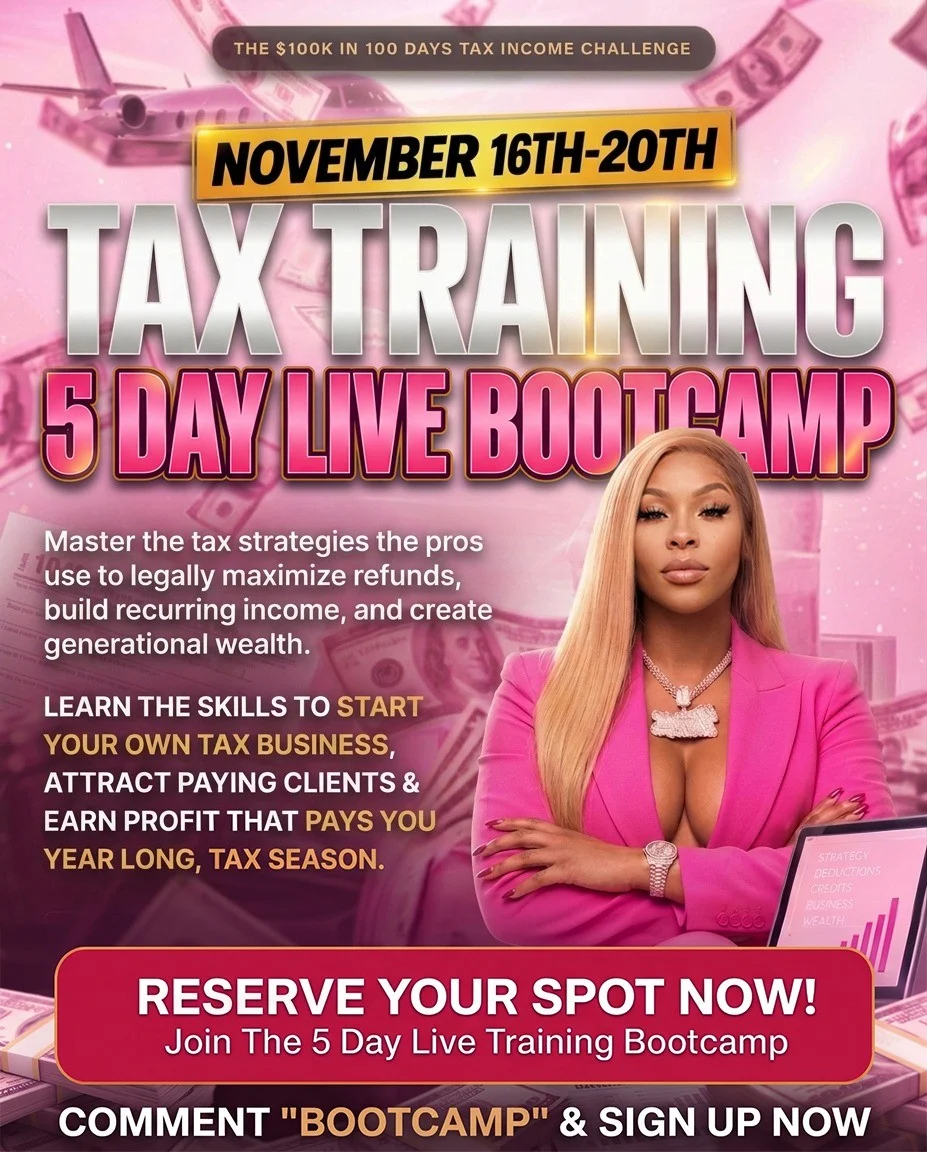 THE $100K IN 100 DAYS TAX INCOME CHALLENGE
NOVEMBER 16TH-20TH
TAX TRAINING
5 DAY LIVE BOOTCAMP
Master the tax strategies the pros
use to legally maximize refunds,
build recurring income, and create
generational wealth.
LEARN THE SKILLS TO START
YOUR OWN TAX BUSINESS,
ATTRACT PAYING CLIENTS &
EARN PROFIT THAT PAYS YOU
YEAR LONG, TAX SEASON.
STRATEGY
DEDUCTIONS
CREDITS
BUSINESS
WEALTH
RESERVE YOUR SPOT NOW!
Join The 5 Day Live Training Bootcamp
COMMENT "BOOTCAMP" & SIGN UP NOW